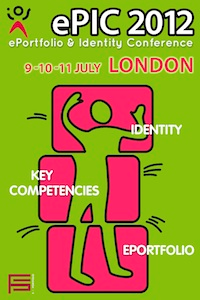 ePIC 2012
ePortfolio & Identity Conference
9-10-11 JULY LONDON
IDENTITY
KEY
COMPETENCIES
EPORTFOLIO